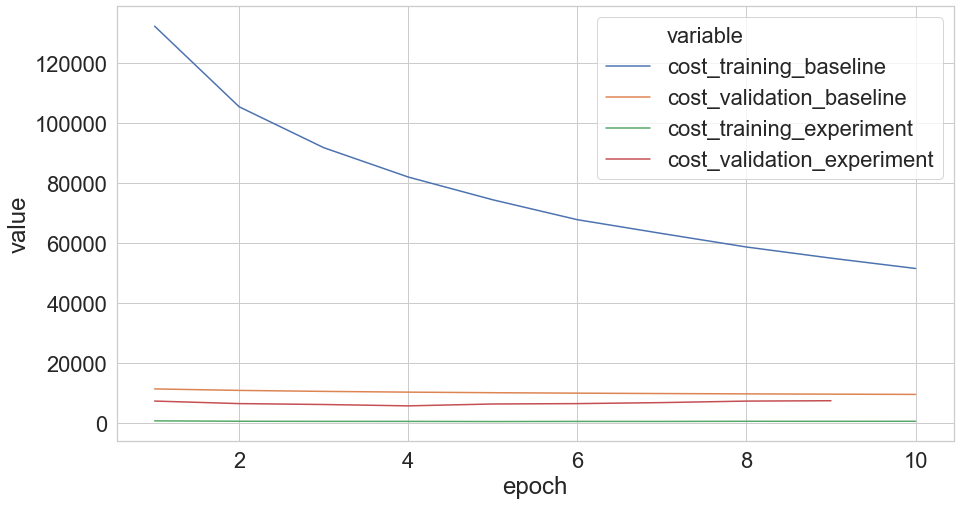 variable
cost_training_baseline
cost_validation_baseline
cost_training_experiment
cost_validation_experiment
120000
100000
80000
60000
40000
20000
0
value
2 4 6 8 10
epoch